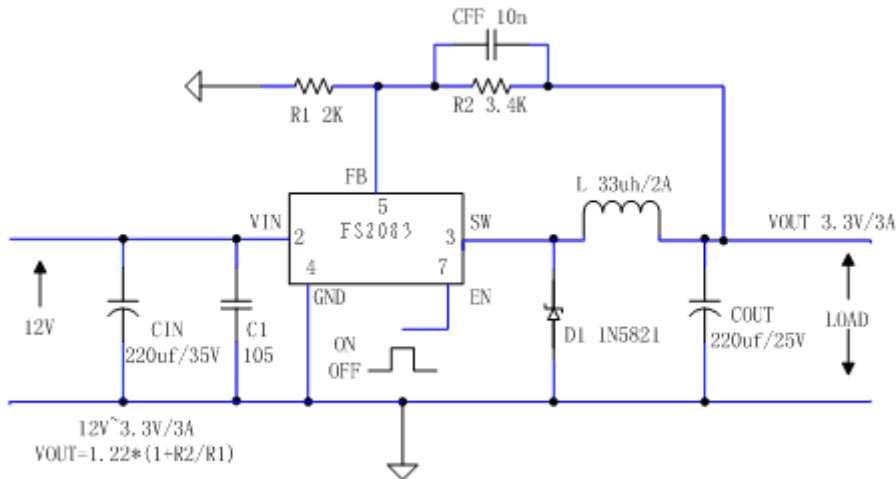 CFF 10n
R1 2K
R2 3.4K
FB
L 33uh/2A
VIN
5
SW
VOUT 3.3V/3A
2
FS2083
3
4
7
GND
EN
12V
CIN
220uf/35V
C1
105
ON
OFF
D1 1N5821
COUT
220uf/25V
LOAD
12V~3.3V/3A
VOUT=1.22*(1+R2/R1)